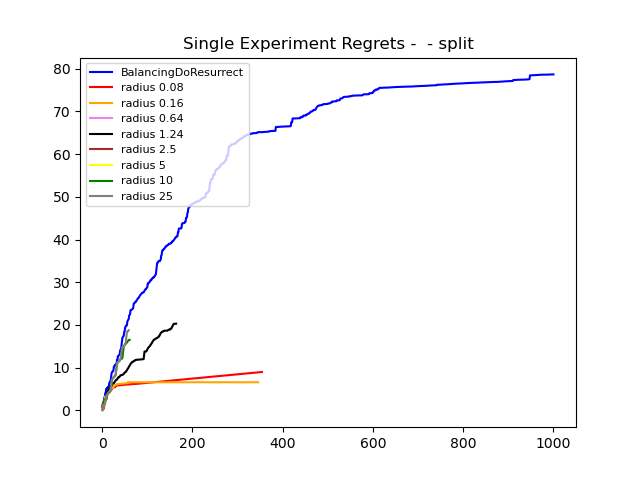 Single Experiment Regrets -  - split
80
70
60
50
40
30
20
10
0
BalancingDoResurrect
radius 0.08
radius 0.16
radius 0.64
radius 1.24
radius 2.5
radius 5
radius 10
radius 25
0 200 400 600 800 1000